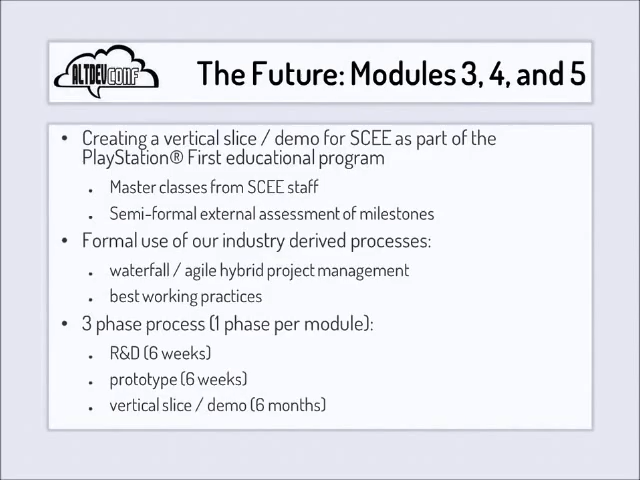 ALTDEVCONF
The Future: Modules 3, 4, and 5
• Creating a vertical slice / demo for SCEE as part of the
PlayStation® First educational program
• Master classes from SCEE staff
• Semi-formal external assessment of milestones
• Formal use of our industry derived processes:
• waterfall / agile hybrid project management
• best working practices
• 3 phase process (1 phase per module):
• R&D (6 weeks)
• prototype (6 weeks)
• vertical slice / demo (6 months)